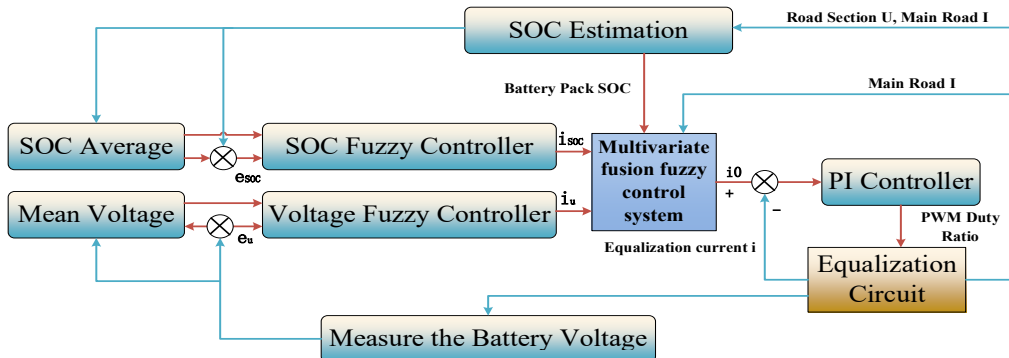 Road Section U, Main Road I
SOC Estimation
Battery Pack SOC
Main Road I
SOC Average
SOC Fuzzy Controller
isoc
esoc
Multivariate
fusion fuzzy
control
system
i0
+
-
PI Controller
Mean Voltage
Voltage Fuzzy Controller
iu
eu
PWM Duty
Ratio
Equalization current i
Equalization
Circuit
Measure the Battery Voltage